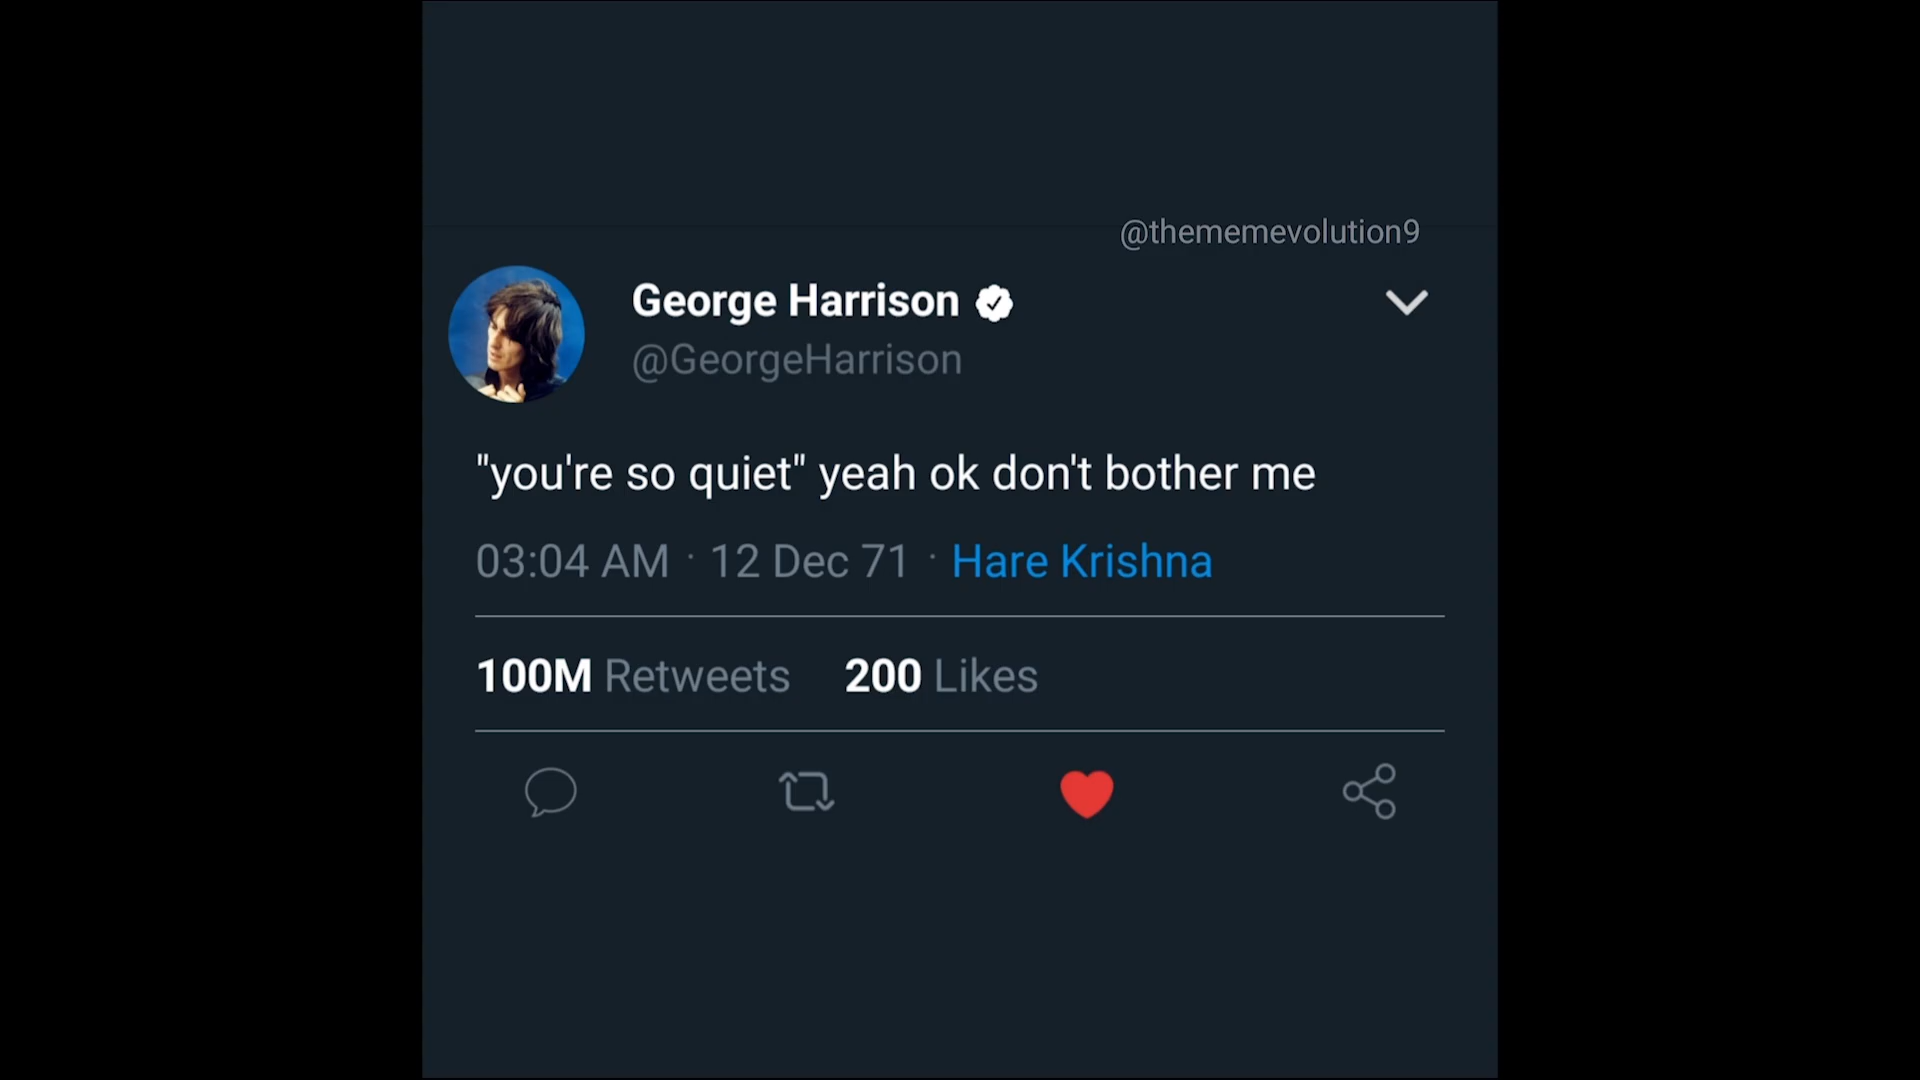 @thememevolution9
George Harrison
@GeorgeHarrison
"you're so quiet" yeah ok don't bother me
03:04 AM · 12 Dec 71 · Hare Krishna
100M Retweets 200 Likes